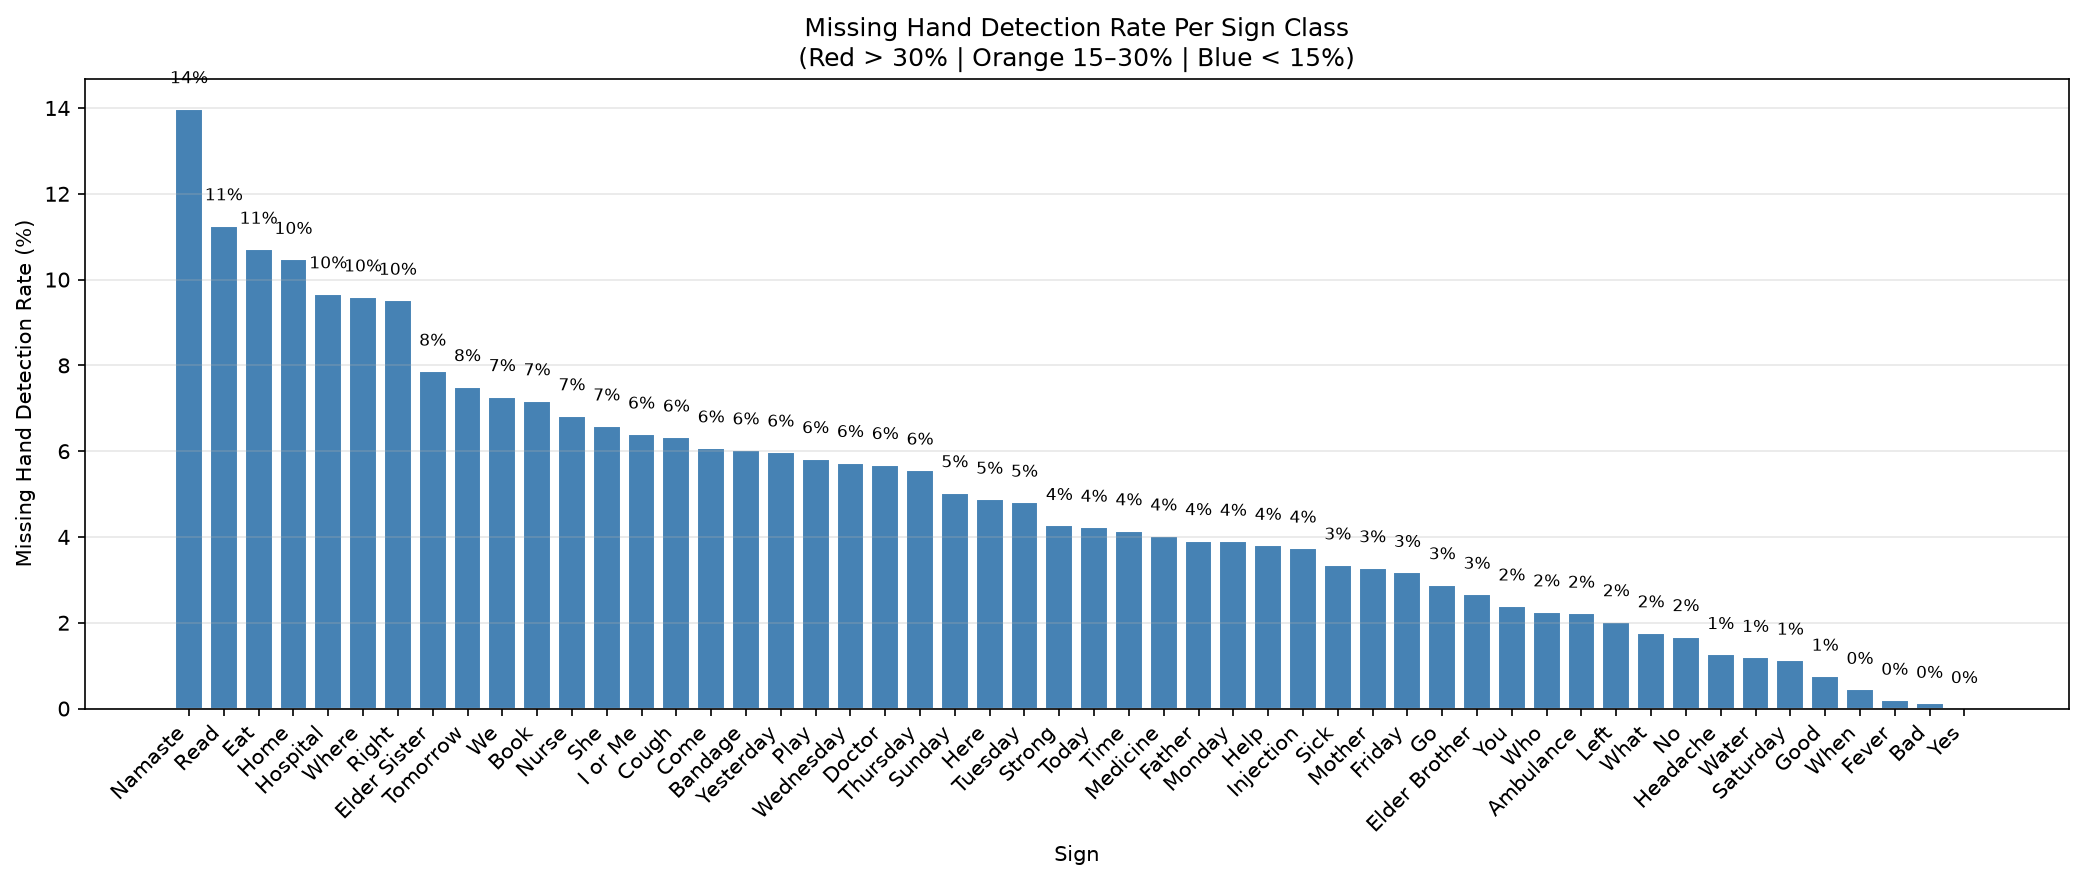 Missing Hand Detection Rate Per Sign Class
(Red > 30% | Orange 15–30% | Blue < 15%)
Missing Hand Detection Rate (%)
14
12
10
8
6
4
2
0
14%
11%
11%
10%
10%
10%
10%
8%
8%
7%
7%
7%
7%
6%
6%
6%
6%
6%
6%
6%
6%
6%
5%
5%
5%
4%
4%
4%
4%
4%
4%
4%
4%
3%
3%
3%
3%
3%
2%
2%
2%
2%
2%
2%
1%
1%
1%
1%
0%
0%
0%
0%
Namaste
Read
Eat
Home
Hospital
Where
Right
Elder Sister
Tomorrow
We
Book
Nurse
She
I or Me
Cough
Come
Bandage
Yesterday
Play
Wednesday
Doctor
Thursday
Sunday
Here
Tuesday
Strong
Today
Time
Medicine
Father
Monday
Help
Injection
Sick
Mother
Friday
Go
Elder Brother
You
Who
Ambulance
Left
What
No
Headache
Water
Saturday
Good
When
Fever
Bad
Yes
Sign